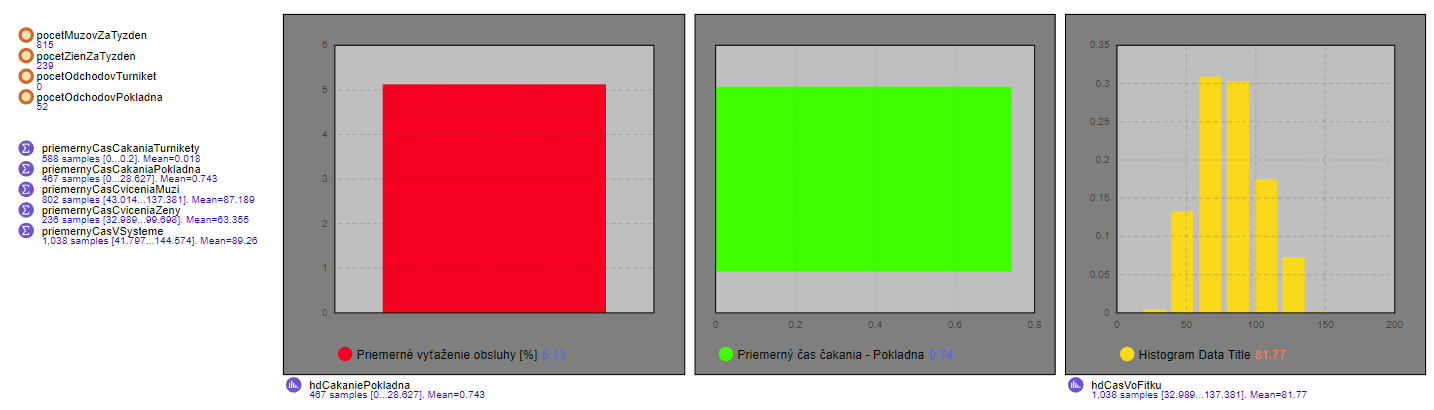 pocetMuzovZaTyzden
815
pocetZienZaTyzden
239
pocetOdchodovTurniket
0
pocetOdchodovPokladna
52
priemernyCasCakaniaTurnikety
588 samples [0...0.2]. Mean=0.018
priemernyCasCakaniaPokladna
467 samples [0...28.627]. Mean=0.743
priemernyCasCviceniaMuzi
802 samples [43.014...137.381]. Mean=87.189
priemernyCasCviceniaZeny
236 samples [32.989...99.698]. Mean=63.355
priemernyCasVSysteme
1,038 samples [41.797...144.574]. Mean=89.26
6
5
4
3
2
1
0
Priemerné vyťaženie obsluhy [%] 5.13
hdCakaniePokladna
467 samples [0...28.627]. Mean=0.743
0 0.2 0.4 0.6 0.8
Priemerný čas čakania - Pokladna 0.74
0.35
0.3
0.25
0.2
0.15
0.1
0.05
0
0 50 100 150 200
Histogram Data Title 81.77
hdCasVoFitku
1,038 samples [32.989...137.381]. Mean=81.77